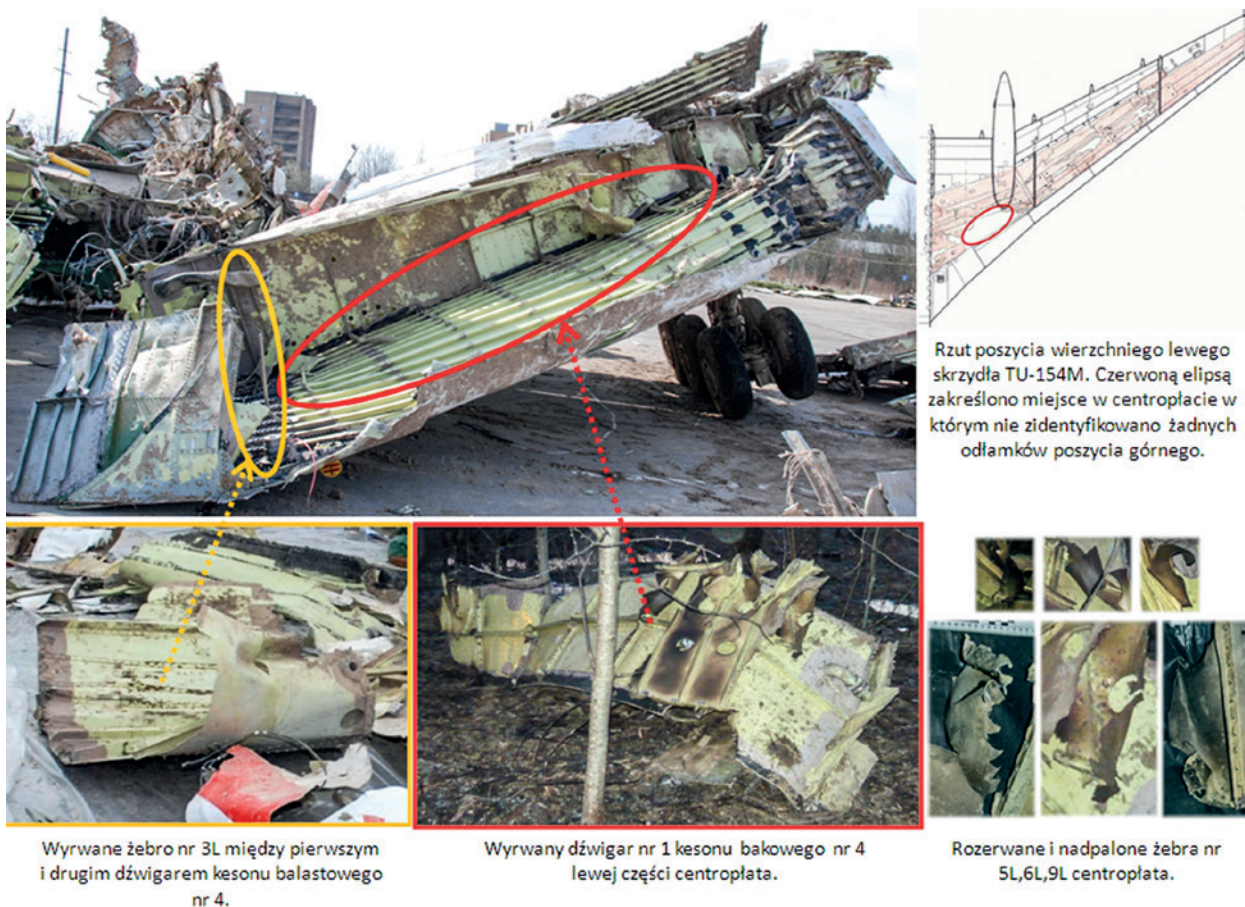 Rzut poszycia wierzchniego lewego
skrzydła TU-154M. Czerwoną elipsą
zakreślono miejsce w centropłacie w
którym nie zidentyfikowano żadnych
odłamków poszycia górnego.
Wyrwane żebro nr 3L między pierwszym
i drugim dźwigarem kesonu balastowego
nr 4.
Wyrwany dźwigar nr 1 kesonu bakowego nr 4
lewej części centropłata.
Rozerwane i nadpalone żebra nr
5L,6L,9L centropłata.